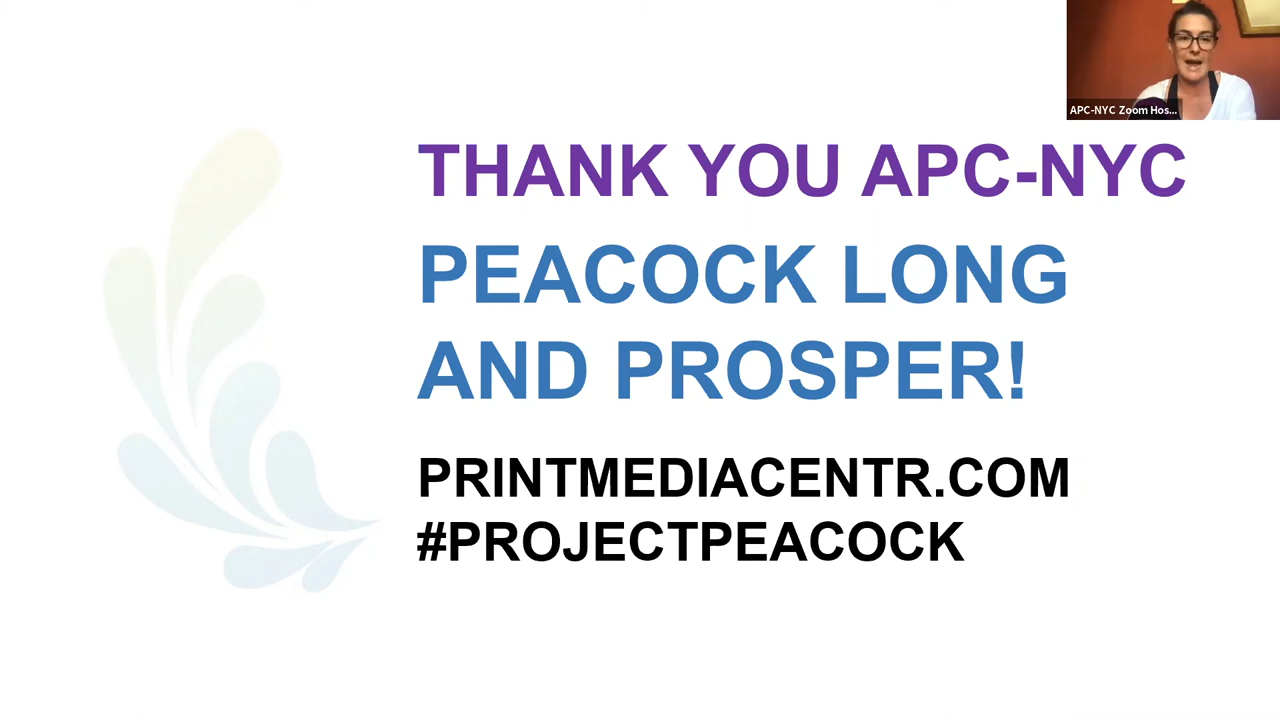 APC-NYC Zoom Hos...
THANK YOU APC-NYC
PEACOCK LONG
AND PROSPER!
PRINTMEDIACENTR.COM
#PROJECTPEACOCK